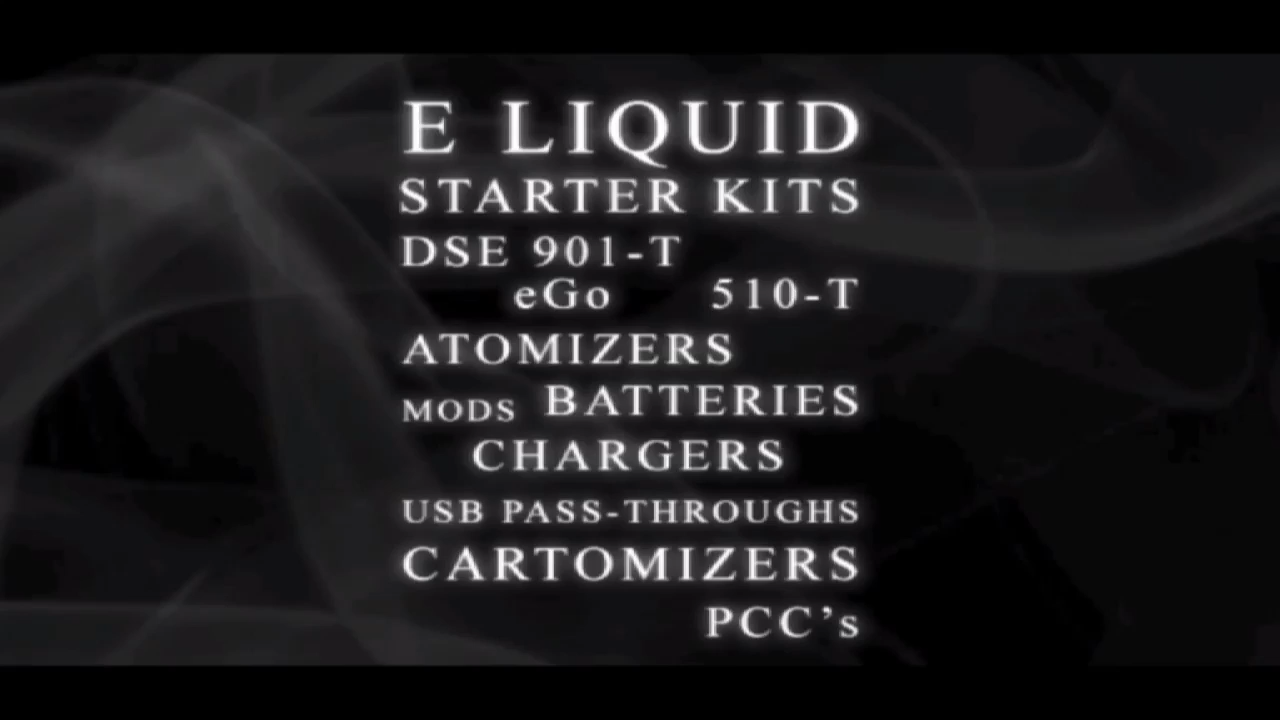 E LIQUID
STARTER KITS
DSE 901-T
eGo 510-T
ATOMIZERS
MODS BATTERIES
CHARGERS
USB PASS-THROUGHS
CARTOMIZERS
PCC’s